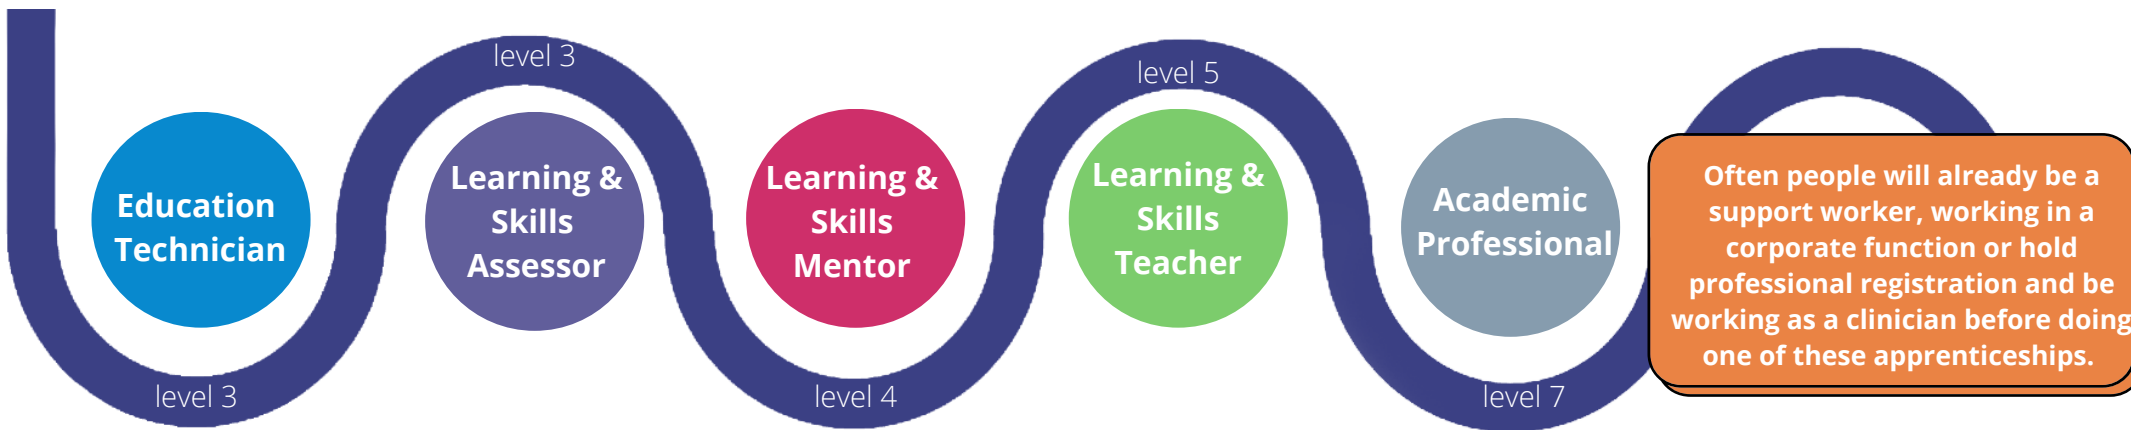 level 3
level 5
Education
Technician
Learning &
Skills
Assessor
Learning &
Skills
Mentor
Learning &
Skills
Teacher
Academic
Professional
Often people will already be a
support worker, working in a
corporate function or hold
professional registration and be
working as a clinician before doing
one of these apprenticeships.
level 3
level 4
level 7